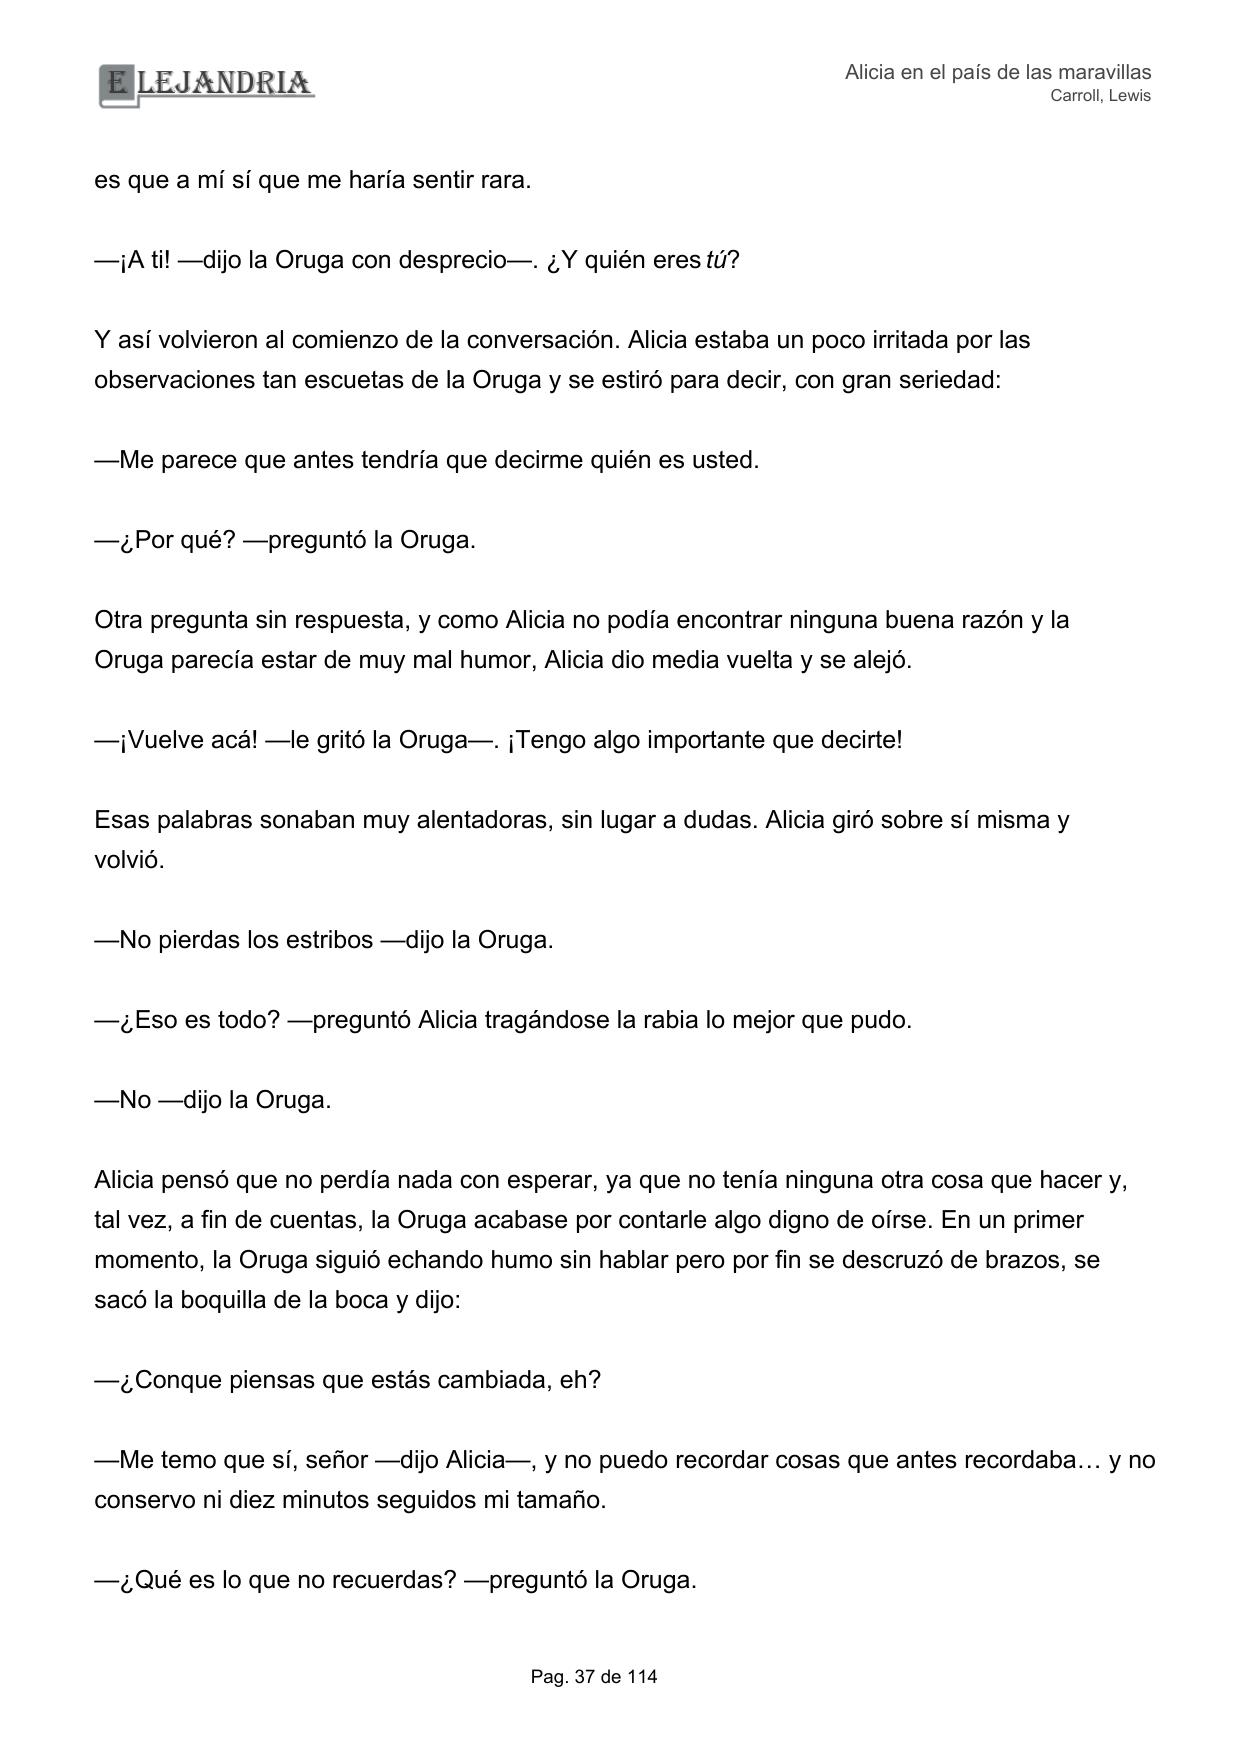 ELEJANDRIA
Alicia en el país de las maravillas
Carroll, Lewis
es que a mí sí que me haría sentir rara.
—¡A ti! —dijo la Oruga con desprecio—. ¿Y quién eres tú?
Y así volvieron al comienzo de la conversación. Alicia estaba un poco irritada por las
observaciones tan escuetas de la Oruga y se estiró para decir, con gran seriedad:
—Me parece que antes tendría que decirme quién es usted.
—¿Por qué? —preguntó la Oruga.
Otra pregunta sin respuesta, y como Alicia no podía encontrar ninguna buena razón y la
Oruga parecía estar de muy mal humor, Alicia dio media vuelta y se alejó.
—¡Vuelve acá! —le gritó la Oruga—. ¡Tengo algo importante que decirte!
Esas palabras sonaban muy alentadoras, sin lugar a dudas. Alicia giró sobre sí misma y
volvió.
—No pierdas los estribos —dijo la Oruga.
—¿Eso es todo? —preguntó Alicia tragándose la rabia lo mejor que pudo.
—No —dijo la Oruga.
Alicia pensó que no perdía nada con esperar, ya que no tenía ninguna otra cosa que hacer y,
tal vez, a fin de cuentas, la Oruga acabase por contarle algo digno de oírse. En un primer
momento, la Oruga siguió echando humo sin hablar pero por fin se descruzó de brazos, se
sacó la boquilla de la boca y dijo:
—¿Conque piensas que estás cambiada, eh?
—Me temo que sí, señor —dijo Alicia—, y no puedo recordar cosas que antes recordaba… y no
conservo ni diez minutos seguidos mi tamaño.
—¿Qué es lo que no recuerdas? —preguntó la Oruga.
Pag. 37 de 114